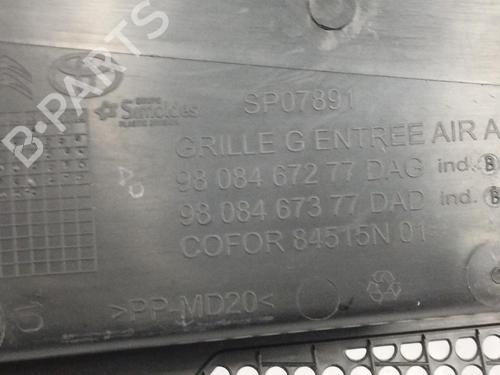 GRUPO
Simoldes
SP07891
GRILLE G ENTREE AIR A
98 084 672 77 DAG ind. B
98 084 673 77 DAD ind. B
COFOR 84515N 01
>PP-MD20<
B-PARTS